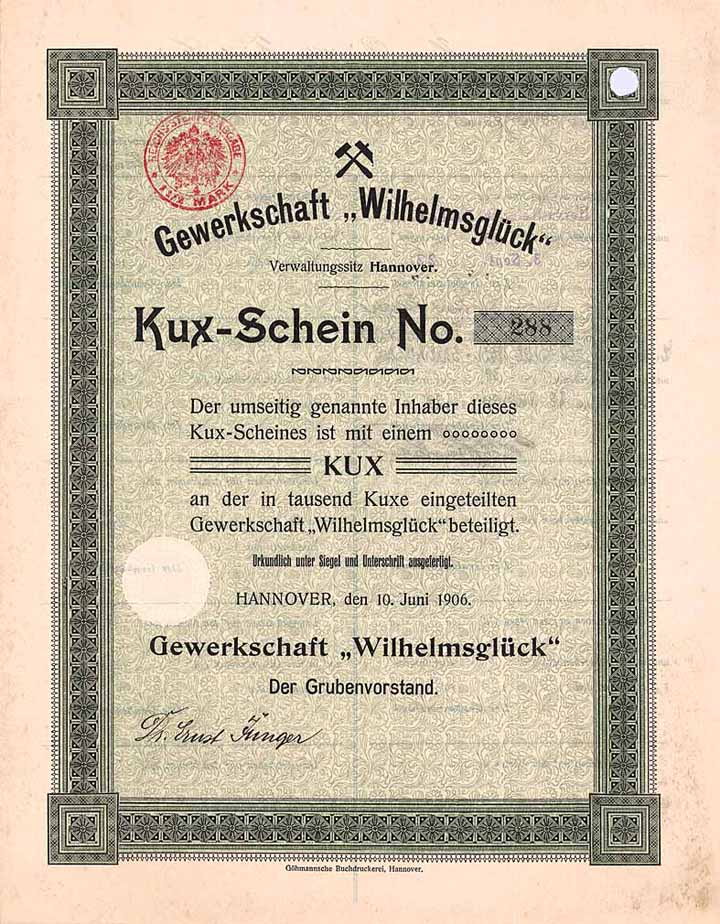 REICHSSTEMPELABGABE
MARK
Gewerkschaft „Wilhelmsglück“
Verwaltungssitz Hannover.
Kux-Schein No. 288
Der umseitig genannte Inhaber dieses
Kux-Scheines ist mit einem
KUX
an der in tausend Kuxe eingeteilten
Gewerkschaft „Wilhelmsglück“ beteiligt.
Urkundlich unter Siegel und Unterschrift ausgefertigt.
HANNOVER, den 10. Juni 1906.
Gewerkschaft „Wilhelmsglück“
Der Grubenvorstand.
Dr. Ernst Jünger
Göhmannsche Buchdruckerei, Hannover.